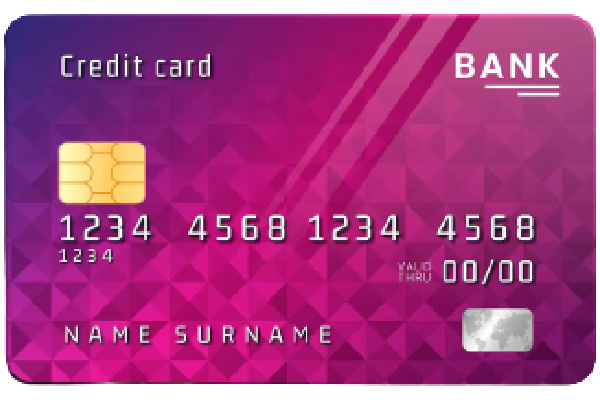 Credit card
BANK
1234 4568 1234 4568
1234
VALID
THRU
00/00
NAME SURNAME